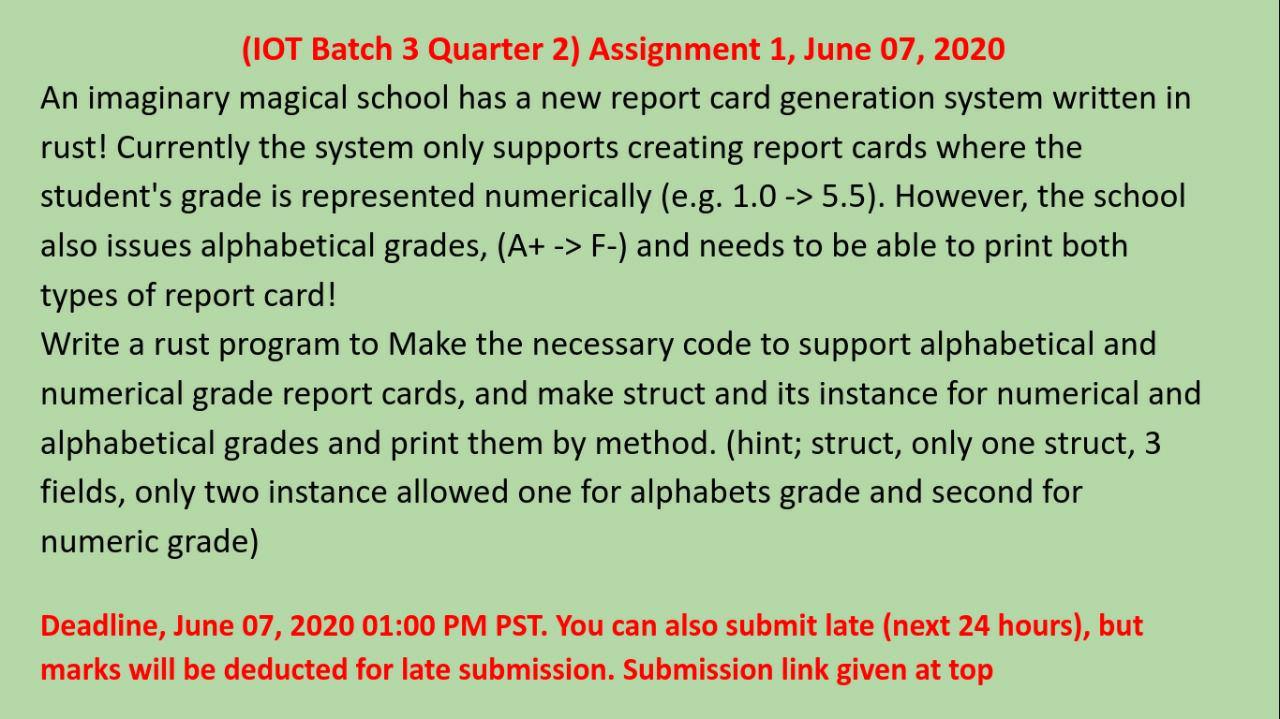 (IOT Batch 3 Quarter 2) Assignment 1, June 07, 2020
An imaginary magical school has a new report card generation system written in
rust! Currently the system only supports creating report cards where the
student's grade is represented numerically (e.g. 1.0 -> 5.5). However, the school
also issues alphabetical grades, (A+ -> F-) and needs to be able to print both
types of report card!
Write a rust program to Make the necessary code to support alphabetical and
numerical grade report cards, and make struct and its instance for numerical and
alphabetical grades and print them by method. (hint; struct, only one struct, 3
fields, only two instance allowed one for alphabets grade and second for
numeric grade)
Deadline, June 07, 2020 01:00 PM PST. You can also submit late (next 24 hours), but
marks will be deducted for late submission. Submission link given at top